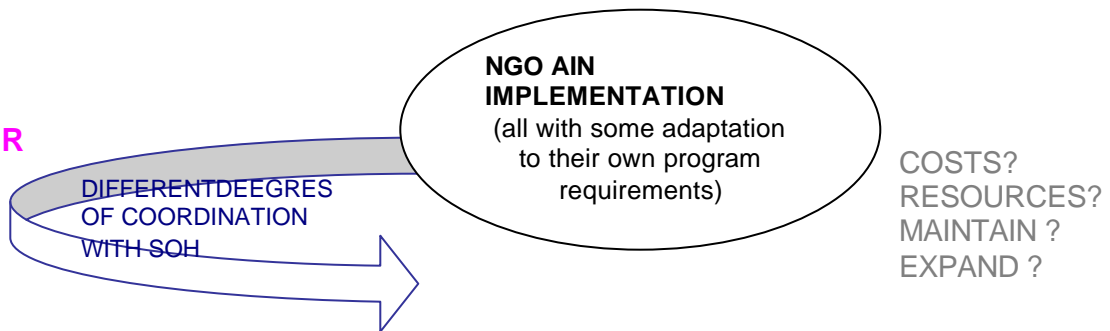 NGO AIN
IMPLEMENTATION
(all with some adaptation
to their own program
requirements)
R
DIFFERENTDEEGRES
OF COORDINATION
WITH SOH
COSTS?
RESOURCES?
MAINTAIN ?
EXPAND ?